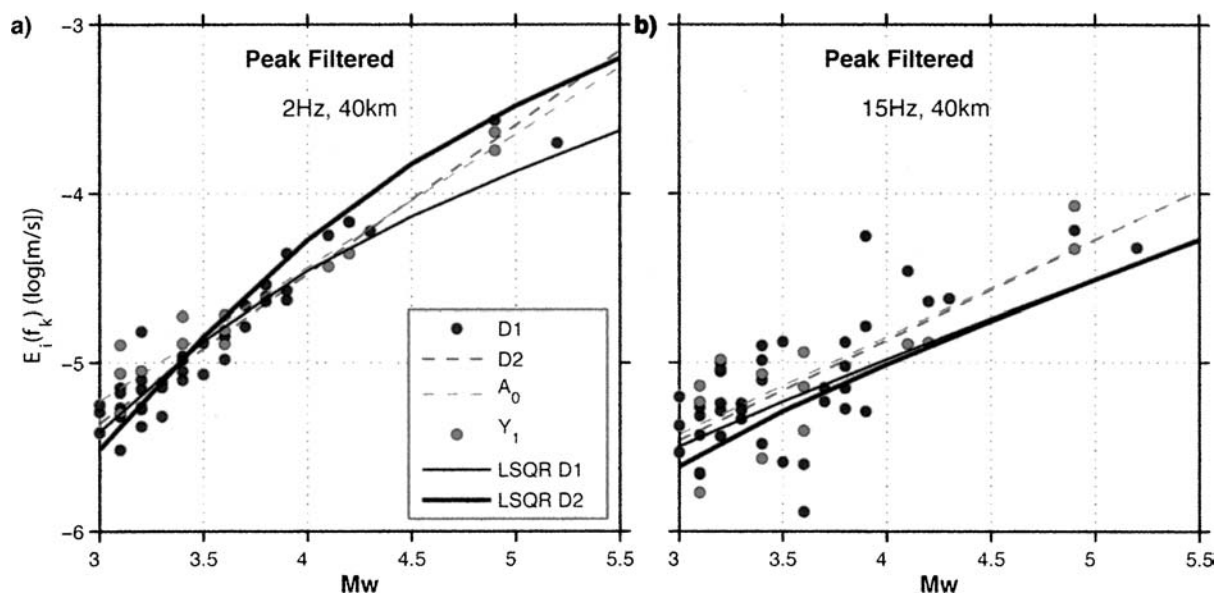 a)
b)
Peak Filtered
2Hz, 40km
Peak Filtered
15Hz, 40km
E_i(f_k) (log[m/s])
-3
-4
-5
-6
D1
D2
A_0
Y_1
LSQR D1
LSQR D2
3 3.5 4 4.5 5 5.5
3 3.5 4 4.5 5 5.5
Mw
Mw